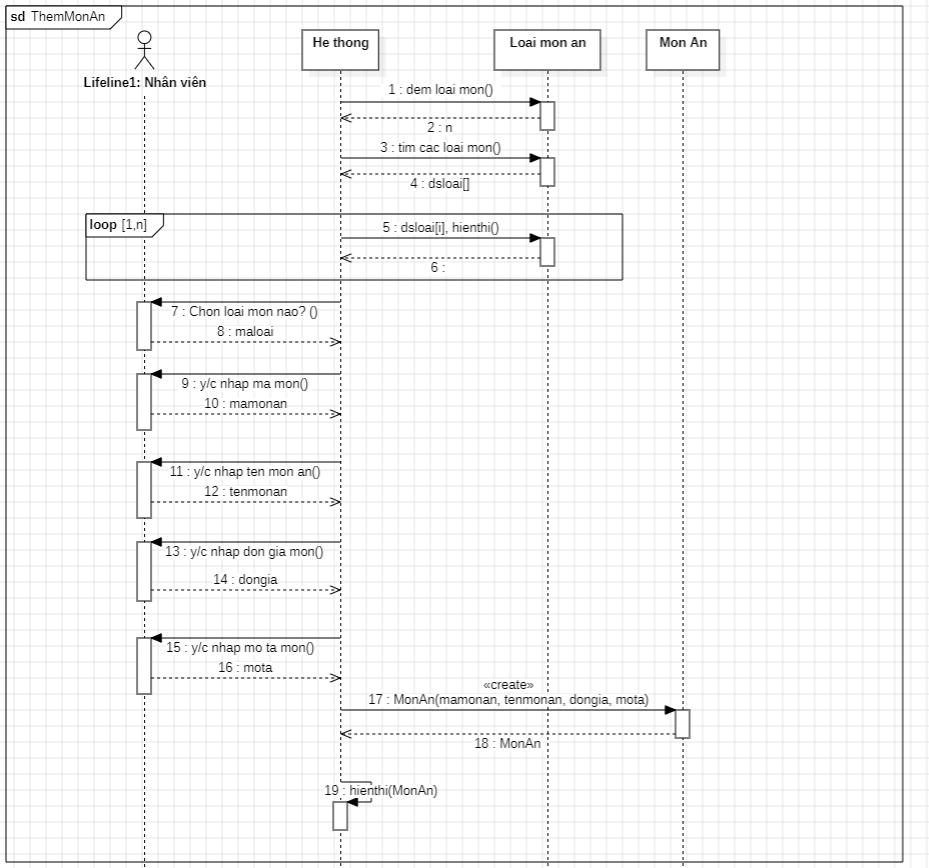 sd ThemMonAn
Lifeline1: Nhân viên
He thong
Loai mon an
Mon An
1 : dem loai mon()
2 : n
3 : tim cac loai mon()
4 : dsloai[]
loop [1,n]
5 : dsloai[i], hienthi()
6 :
7 : Chon loai mon nao? ()
8 : maloai
9 : y/c nhap ma mon()
10 : mamonan
11 : y/c nhap ten mon an()
12 : tenmonan
13 : y/c nhap don gia mon()
14 : dongia
15 : y/c nhap mo ta mon()
16 : mota
«create»
17 : MonAn(mamonan, tenmonan, dongia, mota)
18 : MonAn
19 : hienthi(MonAn)